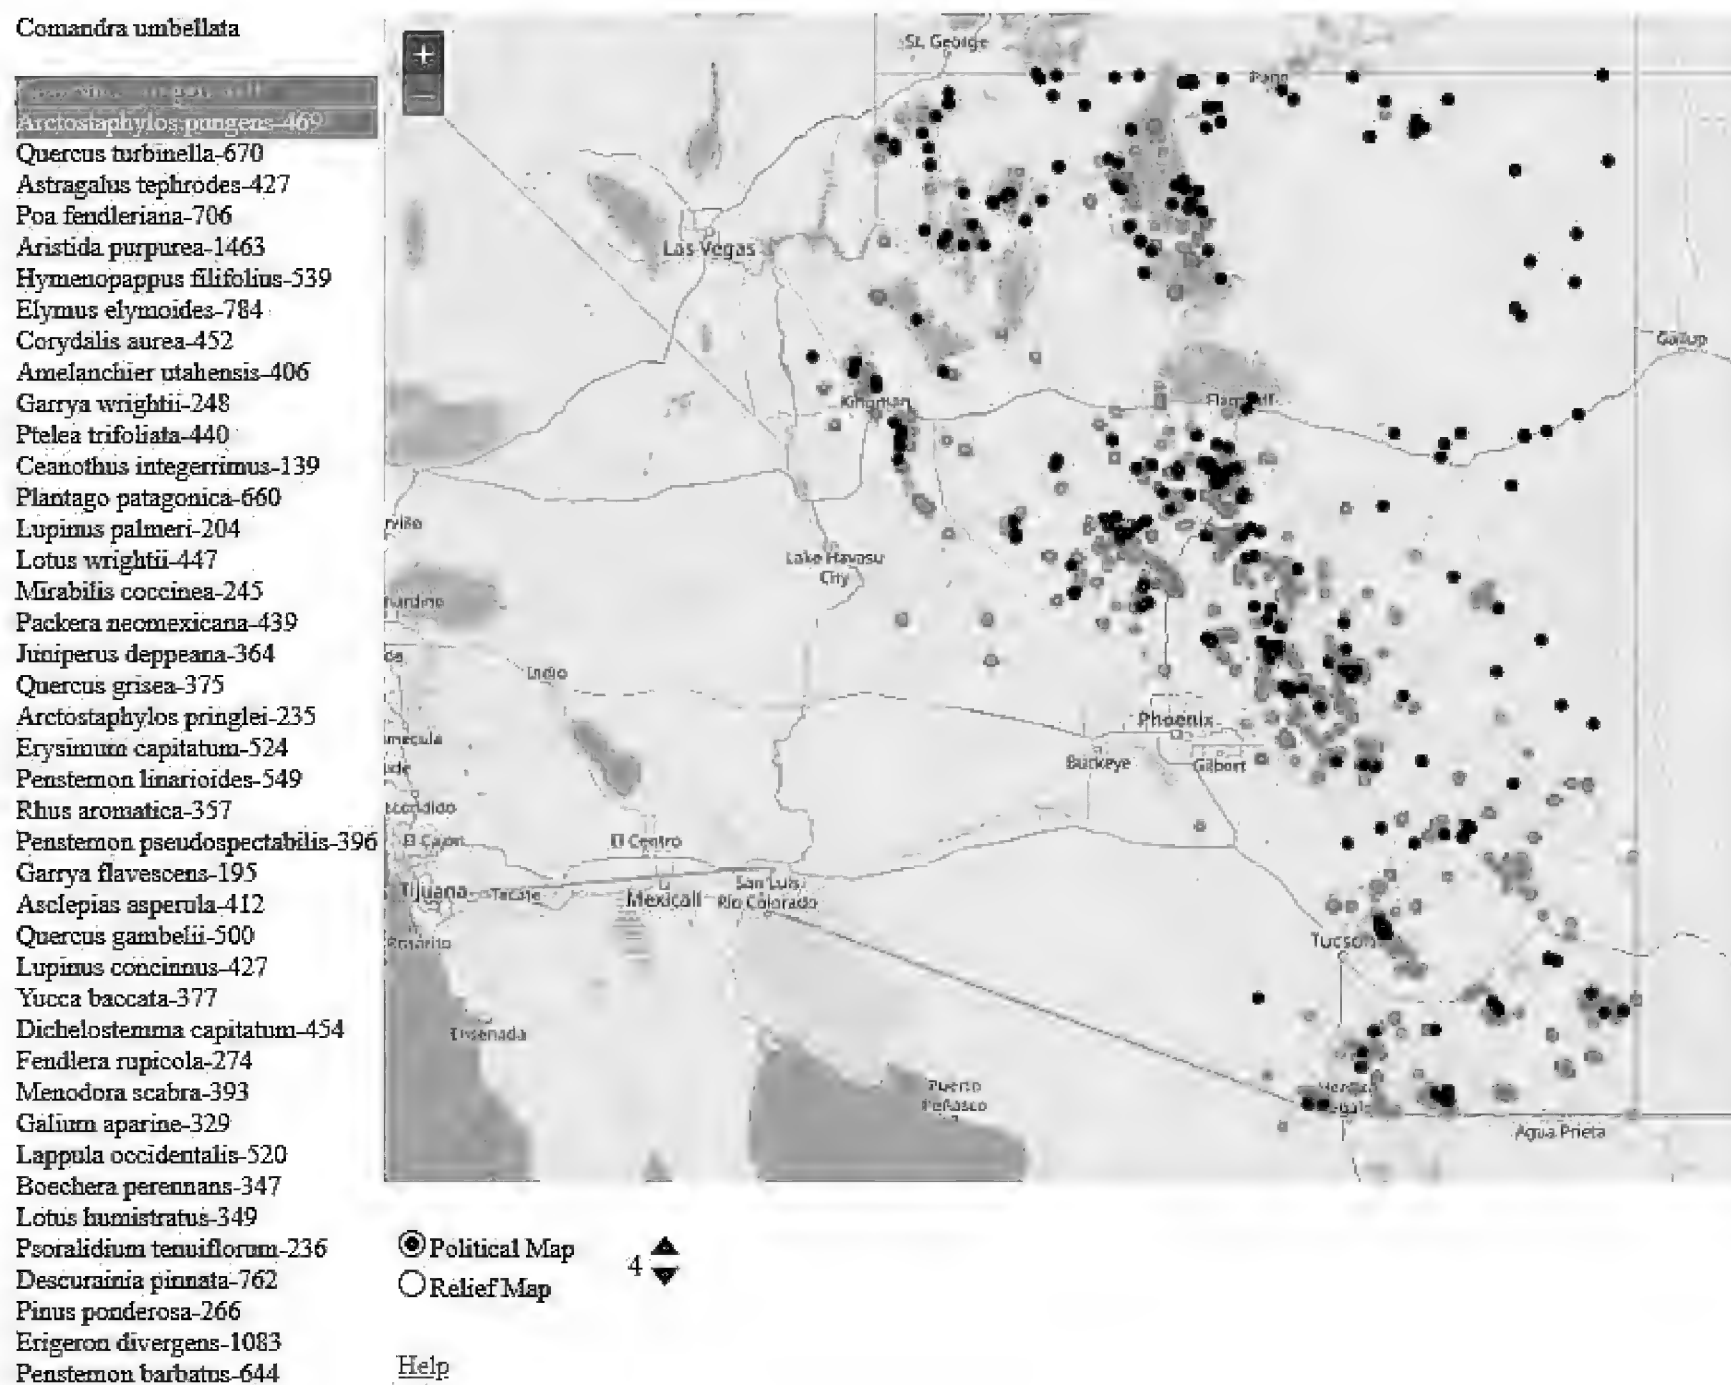 Comandra umbellata
Arctostaphylos pungens-469
Quercus turbinella-670
Astragalus tephrodes-427
Poa fendleriana-706
Aristida purpurea-1463
Hymenopappus filifolius-539
Elymus elymoides-784
Corydalis aurea-452
Amelanchier utahensis-406
Garrya wrightii-248
Ptelea trifoliata-440
Ceanothus integerrimus-139
Plantago patagonica-660
Lupinus palmeri-204
Lotus wrightii-447
Mirabilis coccinea-245
Packera neomexicana-439
Juniperus deppeana-364
Quercus grisea-375
Arctostaphylos pringlei-235
Erysimum capitatum-524
Penstemon linarioides-549
Rhus aromatica-357
Penstemon pseudospectabilis-396
Garrya flavescens-195
Asclepias asperula-412
Quercus gambelii-500
Lupinus concinnus-427
Yucca baccata-377
Dichelostemma capitatum-454
Fendlera rupicola-274
Menodora scabra-393
Galium aparine-329
Lappula occidentalis-520
Boechera perennans-347
Lotus humistratus-349
Psoralidium tenuiflorum-236
Descurainia pinnata-762
Pinus ponderosa-266
Erigeron divergens-1083
Penstemon barbatus-644
+
−
St. George
Page
Las Vegas
Gallup
Kingman
Flagstaff
Lake Havasu
City
Indio
Phoenix
Buckeye
Gilbert
El Cajon
El Centro
Tijuana
Tecate
Mexicali
San Luis
Río Colorado
Rosarito
Tucson
Ensenada
Puerto
Peñasco
Agua Prieta
Political Map
Relief Map
4
Help